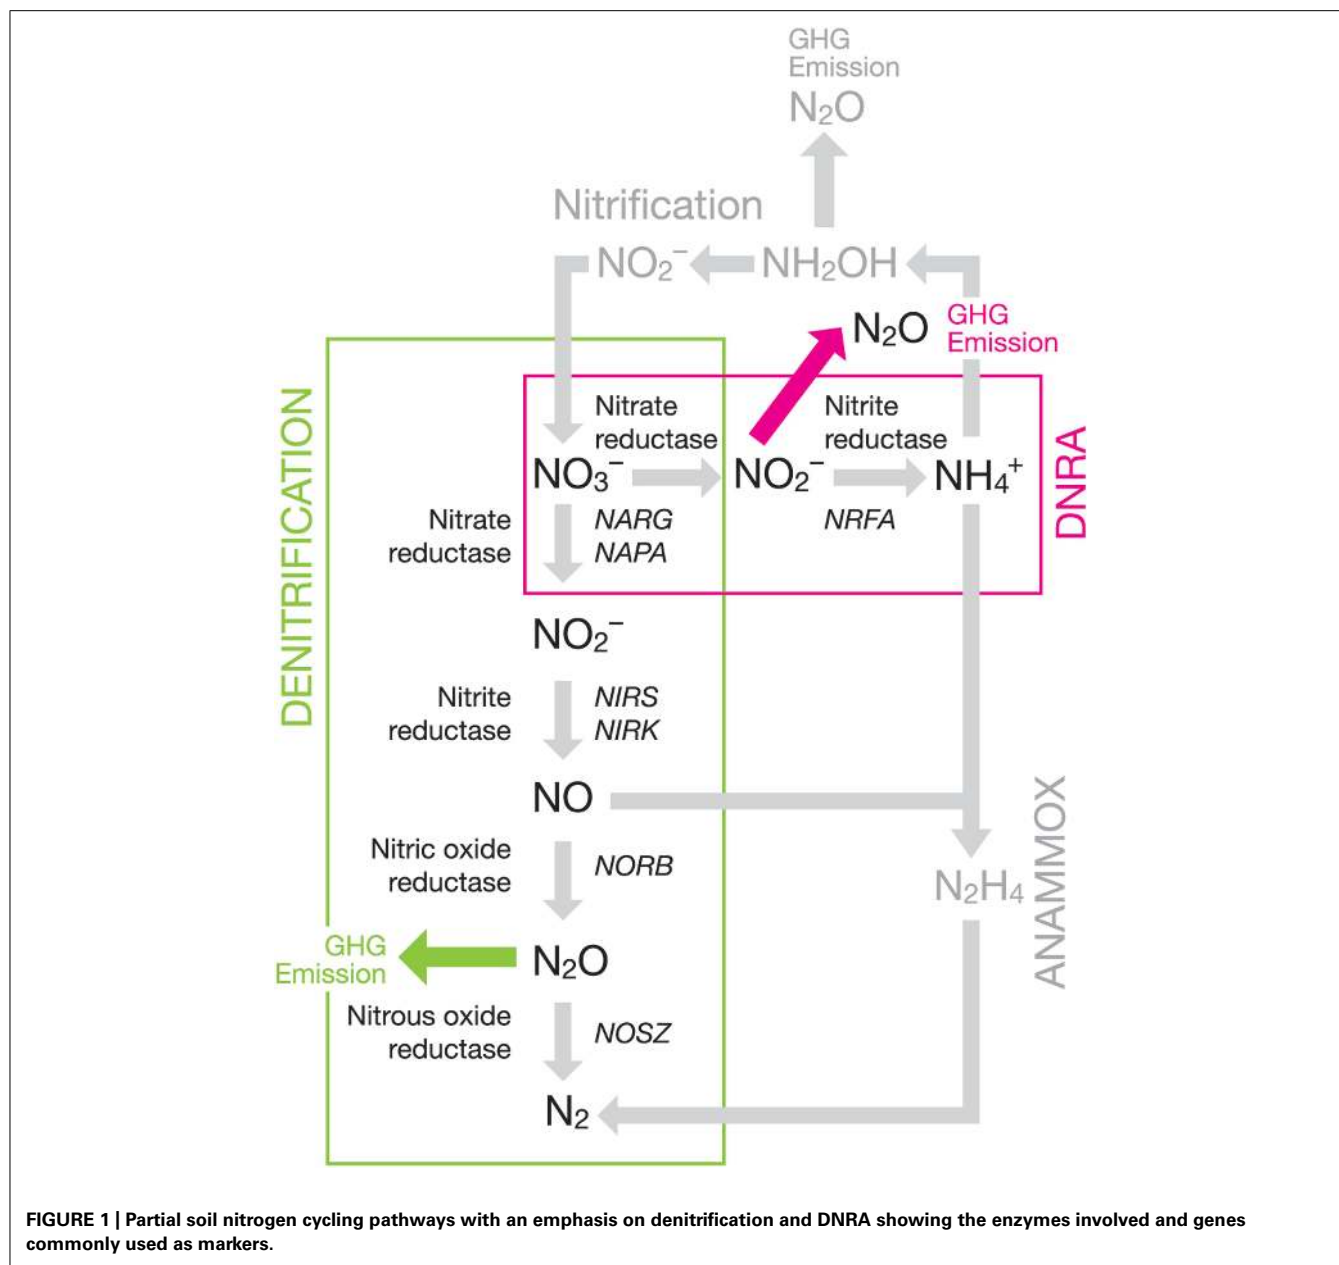 GHG
Emission
N₂O
Nitrification
NO₂⁻
NH₂OH
N₂O
GHG
Emission
DENITRIFICATION
DNRA
Nitrate
reductase
Nitrite
reductase
NO₃⁻
NO₂⁻
NH₄⁺
Nitrate
reductase
NARG
NAPA
NRFA
NO₂⁻
Nitrite
reductase
NIRS
NIRK
NO
Nitric oxide
reductase
NORB
N₂H₄
ANAMMOX
GHG
Emission
N₂O
Nitrous oxide
reductase
NOSZ
N₂
FIGURE 1 | Partial soil nitrogen cycling pathways with an emphasis on denitrification and DNRA showing the enzymes involved and genes
commonly used as markers.